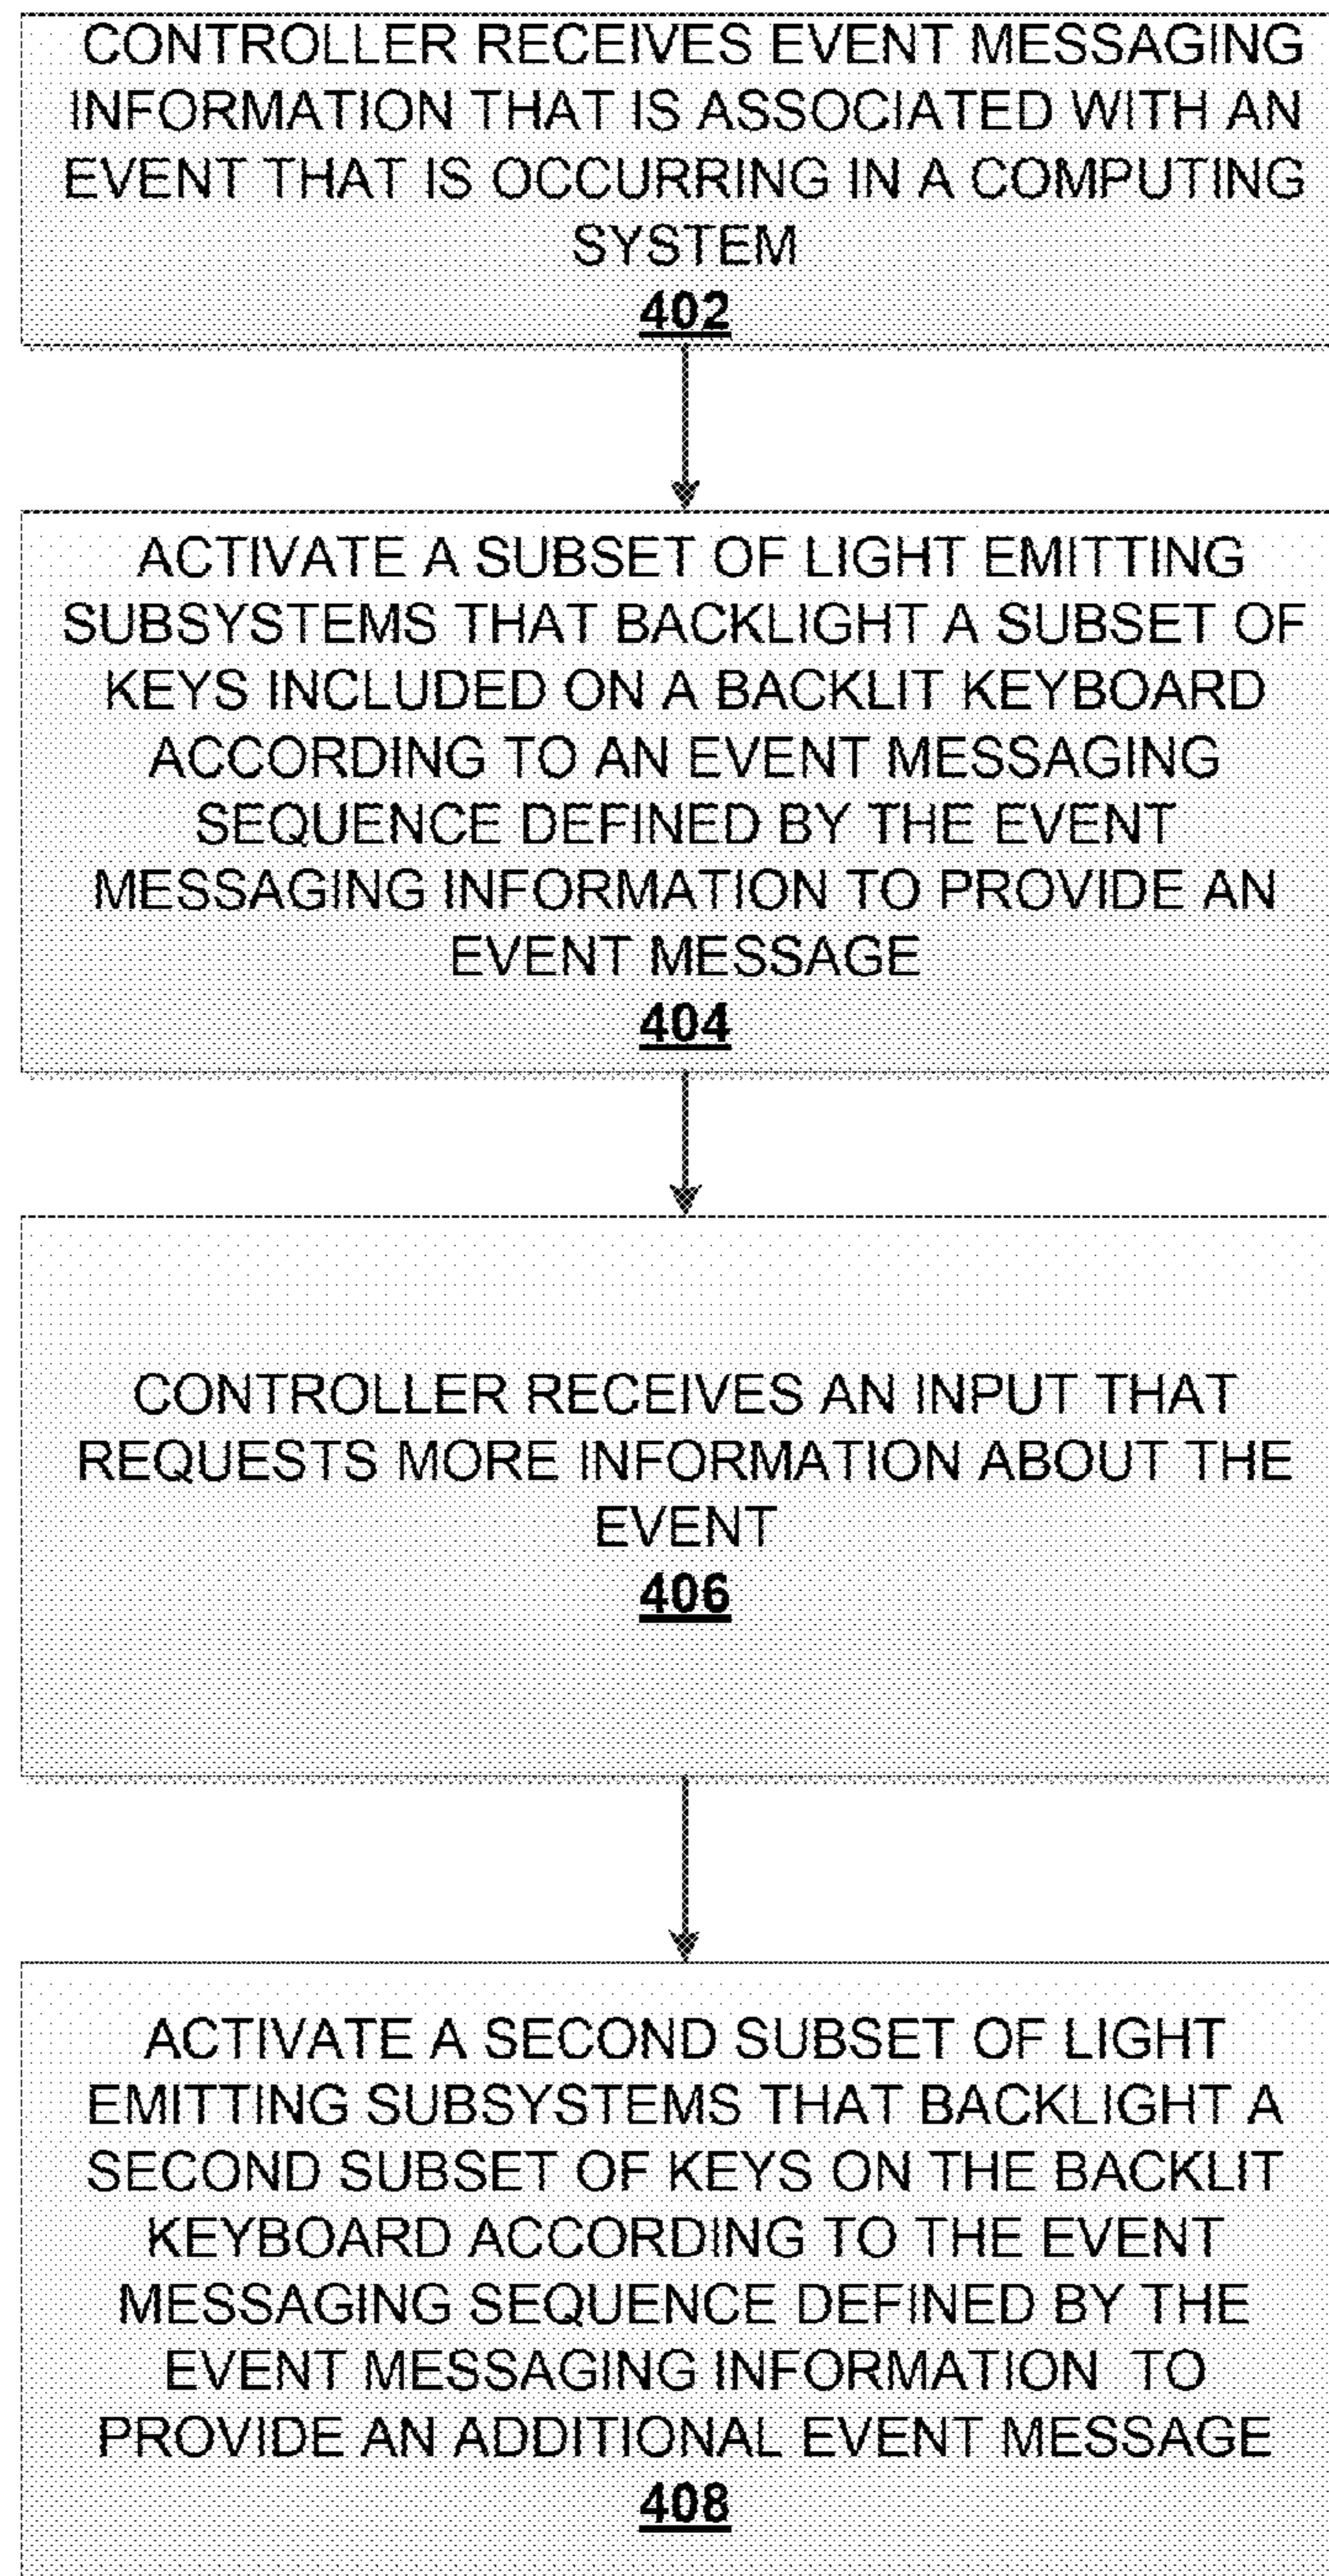 CONTROLLER RECEIVES EVENT MESSAGING
INFORMATION THAT IS ASSOCIATED WITH AN
EVENT THAT IS OCCURRING IN A COMPUTING
SYSTEM
402
ACTIVATE A SUBSET OF LIGHT EMITTING
SUBSYSTEMS THAT BACKLIGHT A SUBSET OF
KEYS INCLUDED ON A BACKLIT KEYBOARD
ACCORDING TO AN EVENT MESSAGING
SEQUENCE DEFINED BY THE EVENT
MESSAGING INFORMATION TO PROVIDE AN
EVENT MESSAGE
404
CONTROLLER RECEIVES AN INPUT THAT
REQUESTS MORE INFORMATION ABOUT THE
EVENT
406
ACTIVATE A SECOND SUBSET OF LIGHT
EMITTING SUBSYSTEMS THAT BACKLIGHT A
SECOND SUBSET OF KEYS ON THE BACKLIT
KEYBOARD ACCORDING TO THE EVENT
MESSAGING SEQUENCE DEFINED BY THE
EVENT MESSAGING INFORMATION TO
PROVIDE AN ADDITIONAL EVENT MESSAGE
408